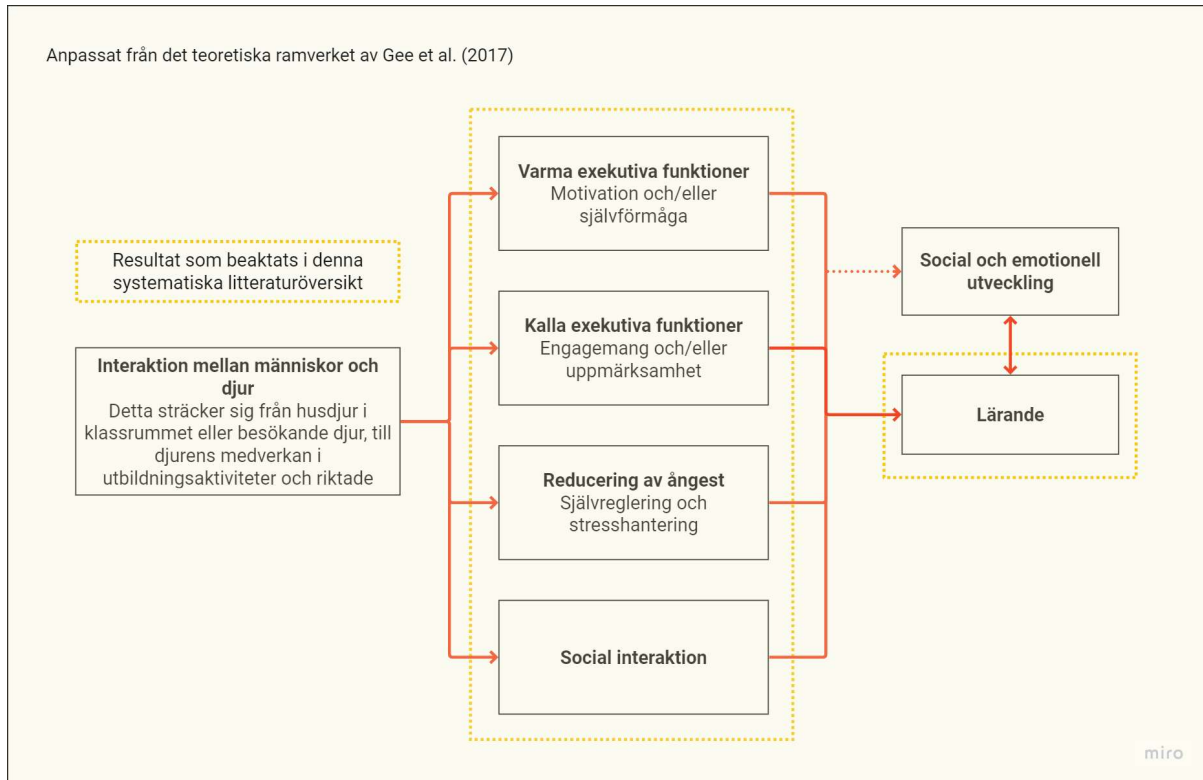 Anpassat från det teoretiska ramverket av Gee et al. (2017)
Resultat som beaktats i denna
systematiska litteraturöversikt
Interaktion mellan människor och
djur
Detta sträcker sig från husdjur i
klassrummet eller besökande djur, till
djurens medverkan i
utbildningsaktiviteter och riktade
Varma exekutiva funktioner
Motivation och/eller
självförmåga
Kalla exekutiva funktioner
Engagemang och/eller
uppmärksamhet
Reducering av ångest
Självreglering och
stresshantering
Social interaktion
Social och emotionell
utveckling
Lärande
miro